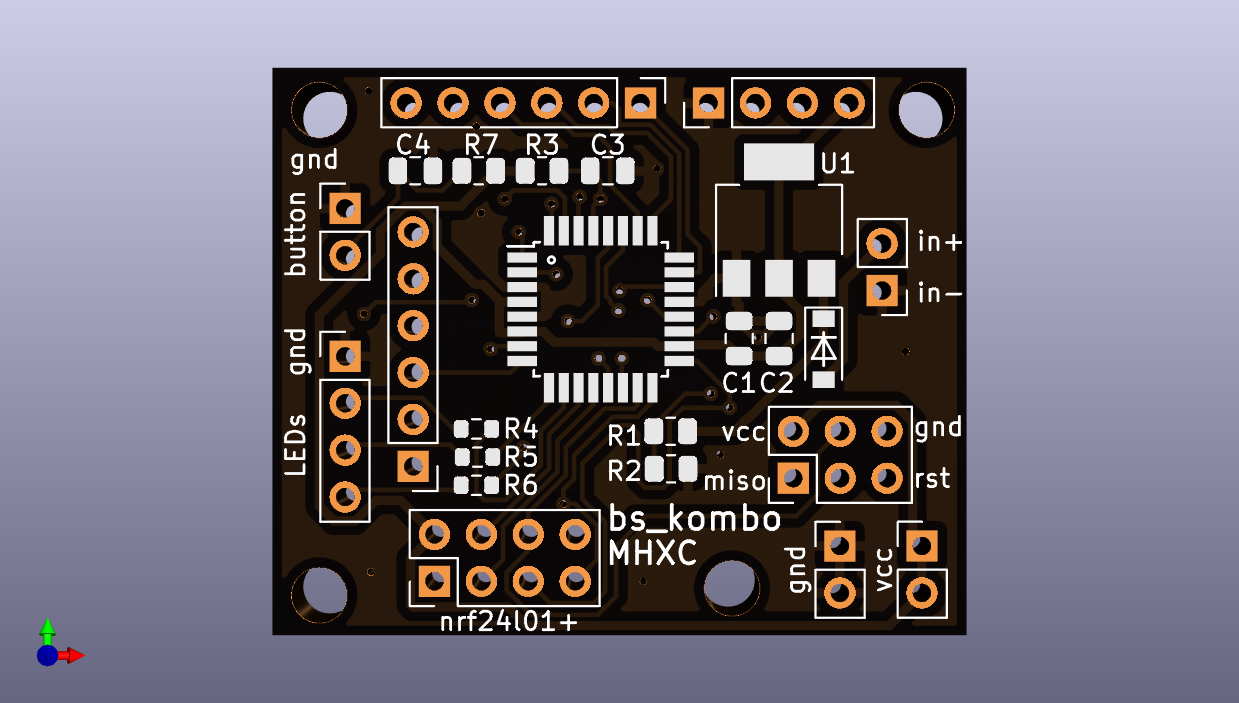 C4 R7 R3 C3
gnd
U1
button
in+
in-
gnd
C1 C2
LEDs
R4
R5
R6
R1
R2
vcc
gnd
miso
rst
bs_kombo
MHXC
gnd
vcc
nrf24l01+